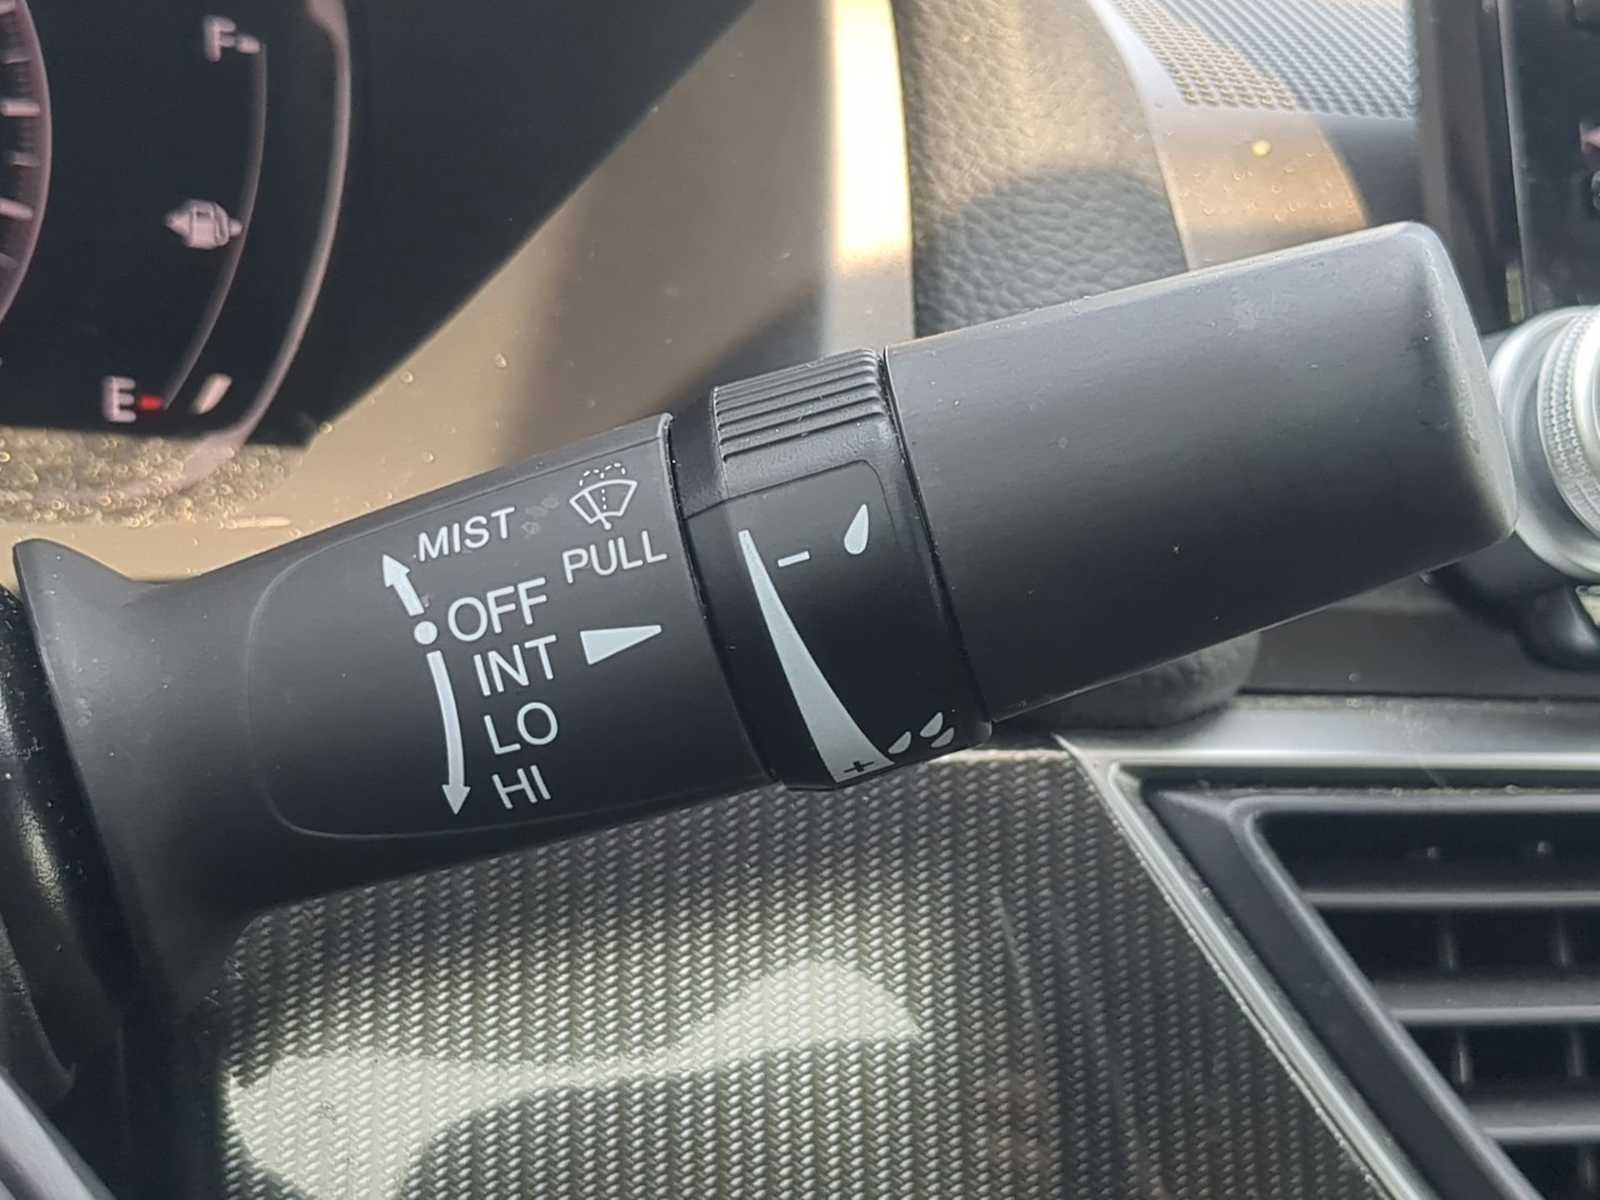 F
E
MIST
PULL
OFF
INT
LO
HI
−
+